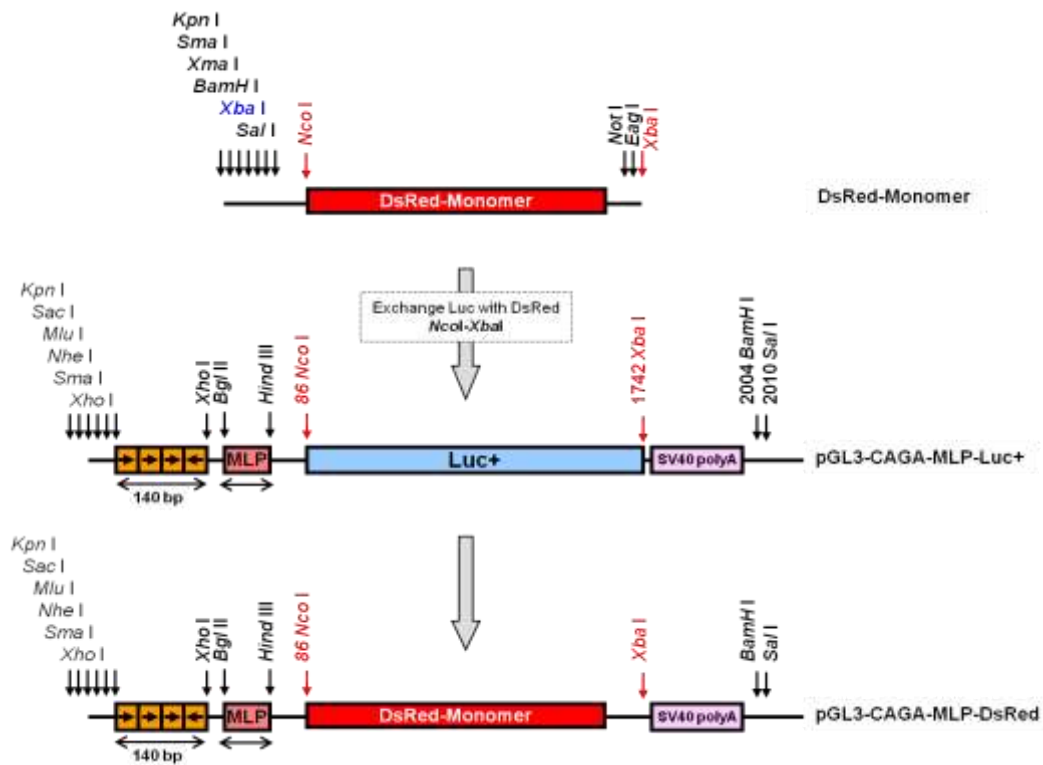 Kpn I
Sma I
Xma I
BamH I
Xba I
Sal I
Nco I
Not I
Eag I
Xba I
DsRed-Monomer
DsRed-Monomer
Exchange Luc with DsRed
NcoI-XbaI
Kpn I
Sac I
Mlu I
Nhe I
Sma I
Xho I
Xho I
Bgl II
Hind III
86 Nco I
1742 Xba I
2004 BamH I
2010 Sal I
MLP
Luc+
SV40 polyA
pGL3-CAGA-MLP-Luc+
140 bp
Kpn I
Sac I
Mlu I
Nhe I
Sma I
Xho I
Xho I
Bgl II
Hind III
86 Nco I
Xba I
BamH I
Sal I
MLP
DsRed-Monomer
SV40 polyA
pGL3-CAGA-MLP-DsRed
140 bp